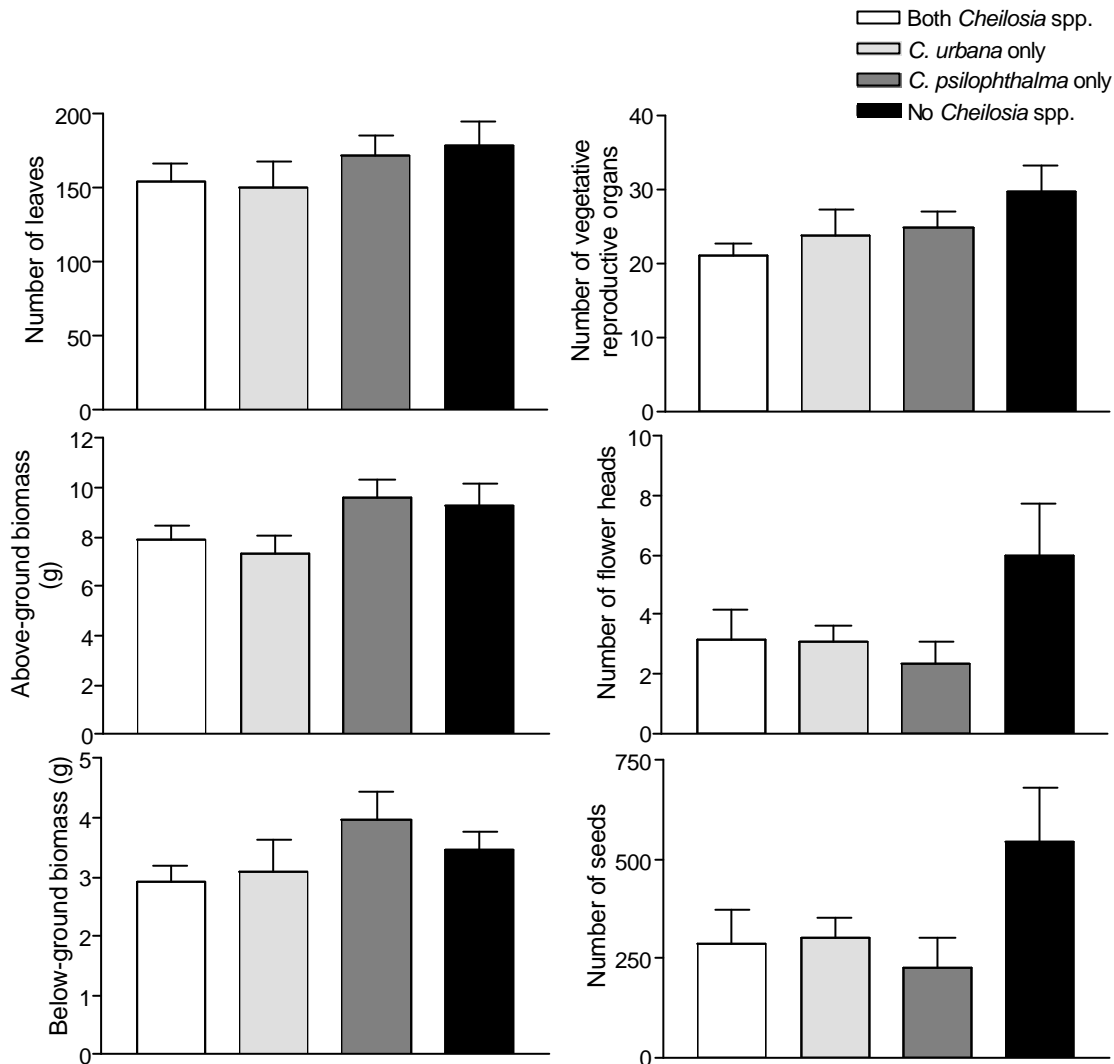 Both Cheilosia spp.
C. urbana only
C. psilophthalma only
No Cheilosia spp.
Number of leaves
200
150
100
50
0
Number of vegetative
reproductive organs
40
30
20
10
0
Above-ground biomass
(g)
12
10
8
6
4
2
0
Number of flower heads
10
8
6
4
2
0
Below-ground biomass (g)
5
4
3
2
1
0
Number of seeds
750
500
250
0